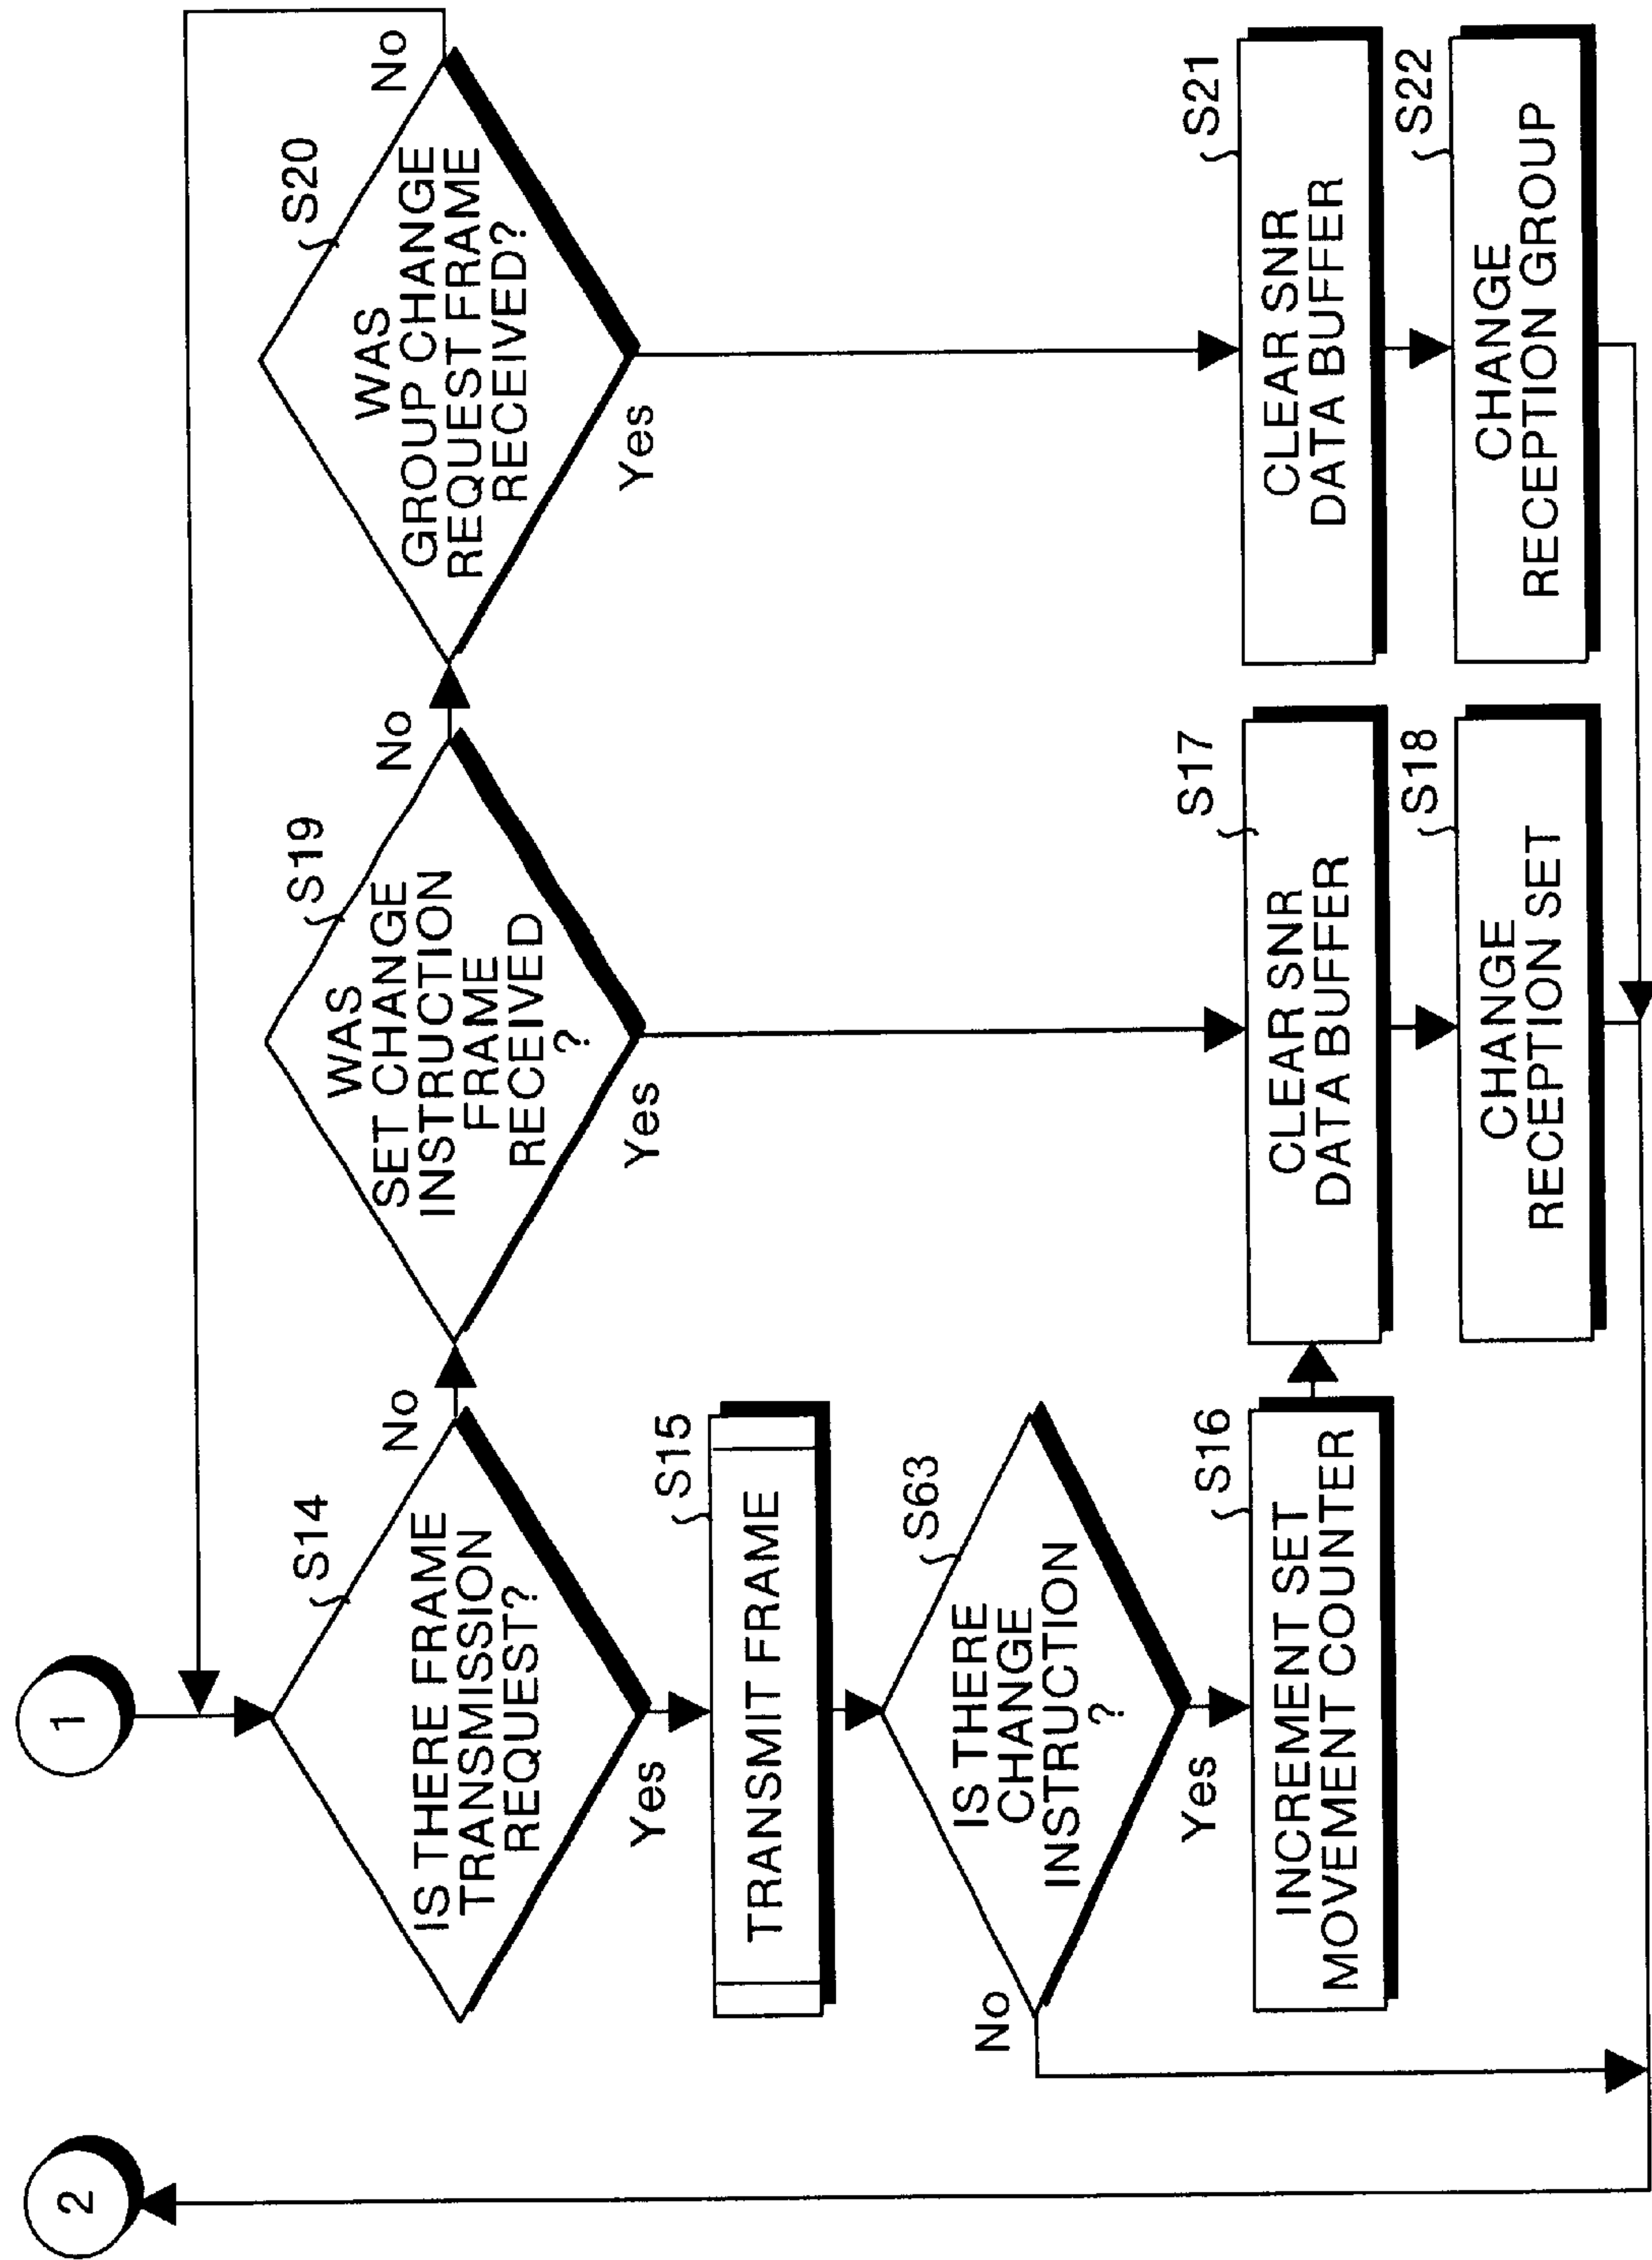 1
2
S14
IS THERE FRAME
TRANSMISSION
REQUEST?
No
Yes
S15
TRANSMIT FRAME
S63
IS THERE
CHANGE
INSTRUCTION
?
No
Yes
S16
INCREMENT SET
MOVEMENT COUNTER
S19
WAS
SET CHANGE
INSTRUCTION
FRAME
RECEIVED
?
No
Yes
S17
CLEAR SNR
DATA BUFFER
S18
CHANGE
RECEPTION SET
S20
WAS
GROUP CHANGE
REQUEST FRAME
RECEIVED?
No
Yes
S21
CLEAR SNR
DATA BUFFER
S22
CHANGE
RECEPTION GROUP